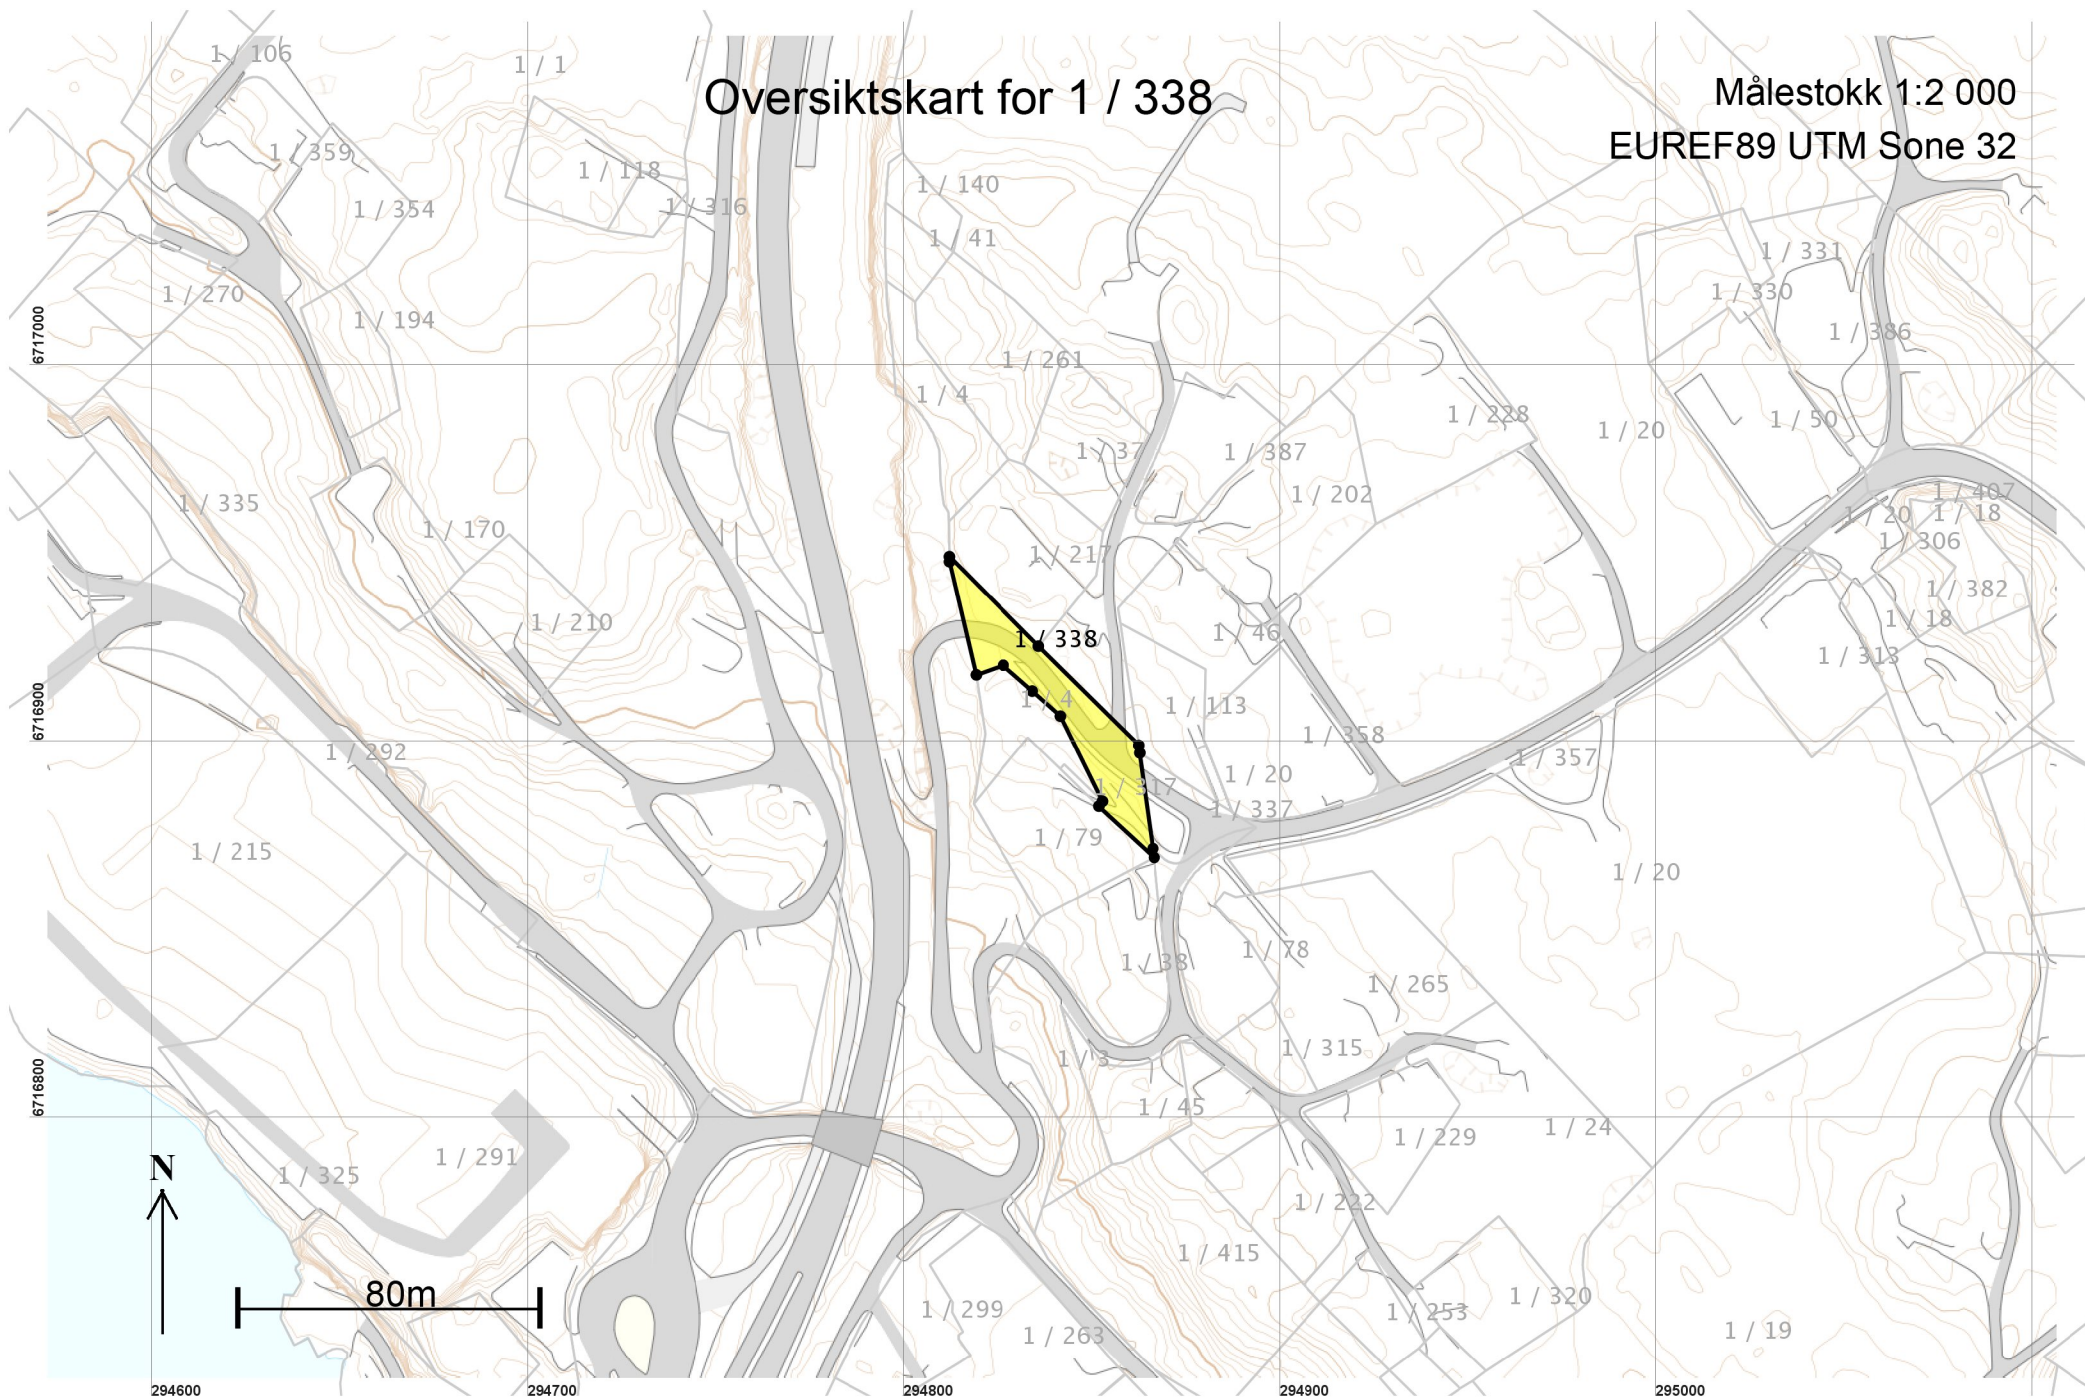 Oversiktskart for 1 / 338
Målestokk 1:2 000
EUREF89 UTM Sone 32
1 / 106
1 / 1
1 / 359
1 / 118
1 / 354
1 / 316
1 / 140
1 / 41
1 / 331
1 / 270
1 / 330
1 / 194
1 / 386
6717000
1 / 261
1 / 4
1 / 228
1 / 20
1 / 50
1 / 37
1 / 387
1 / 335
1 / 202
1 / 407
1 / 170
1 / 20
1 / 18
1 / 217
1 / 306
1 / 382
1 / 210
1 / 338
1 / 46
1 / 18
1 / 313
6716900
1 / 4
1 / 113
1 / 292
1 / 358
1 / 357
1 / 20
1 / 317
1 / 337
1 / 79
1 / 215
1 / 20
1 / 78
1 / 38
1 / 265
1 / 3
1 / 315
6716800
1 / 45
1 / 24
1 / 229
1 / 291
N
1 / 325
1 / 222
1 / 415
80m
1 / 299
1 / 320
1 / 253
1 / 263
1 / 19
294600
294700
294800
294900
295000